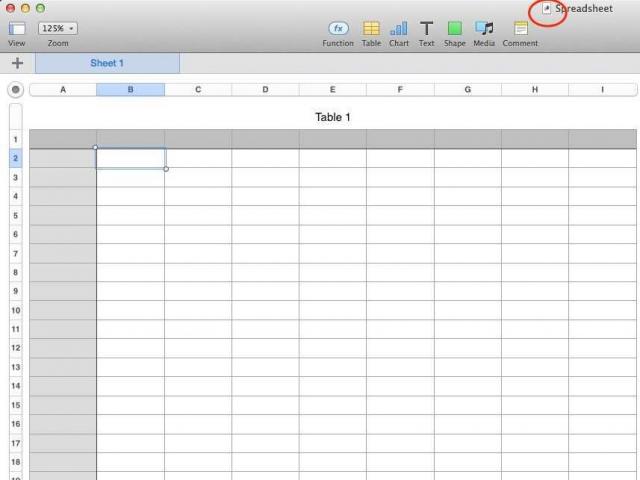 Spreadsheet
125%
View
Zoom
fx
Function
Table
Chart
T
Text
Shape
Media
Comment
+
Sheet 1
A B C D E F G H I
Table 1
1
2
3
4
5
6
7
8
9
10
11
12
13
14
15
16
17
18